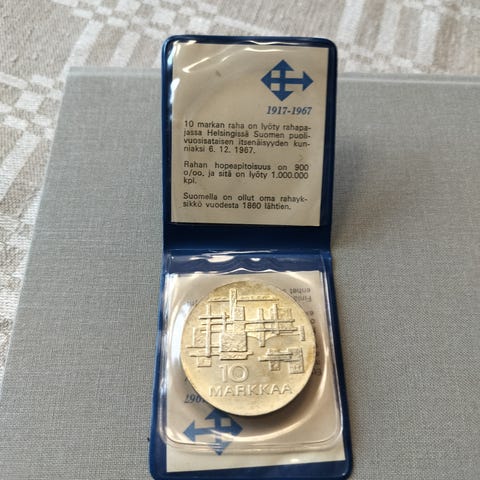 1917-1967
10 markan raha on lyöty rahapa-
jassa Helsingissä Suomen puoli-
vuosisataisen itsenäisyyden kun-
niaksi 6. 12. 1967.
Rahan hopeapitoisuus on 900
o/oo, ja sitä on lyöty 1.000.000
kpl.
Suomella on ollut oma rahayk-
sikkö vuodesta 1860 lähtien.
10
MARKKAA